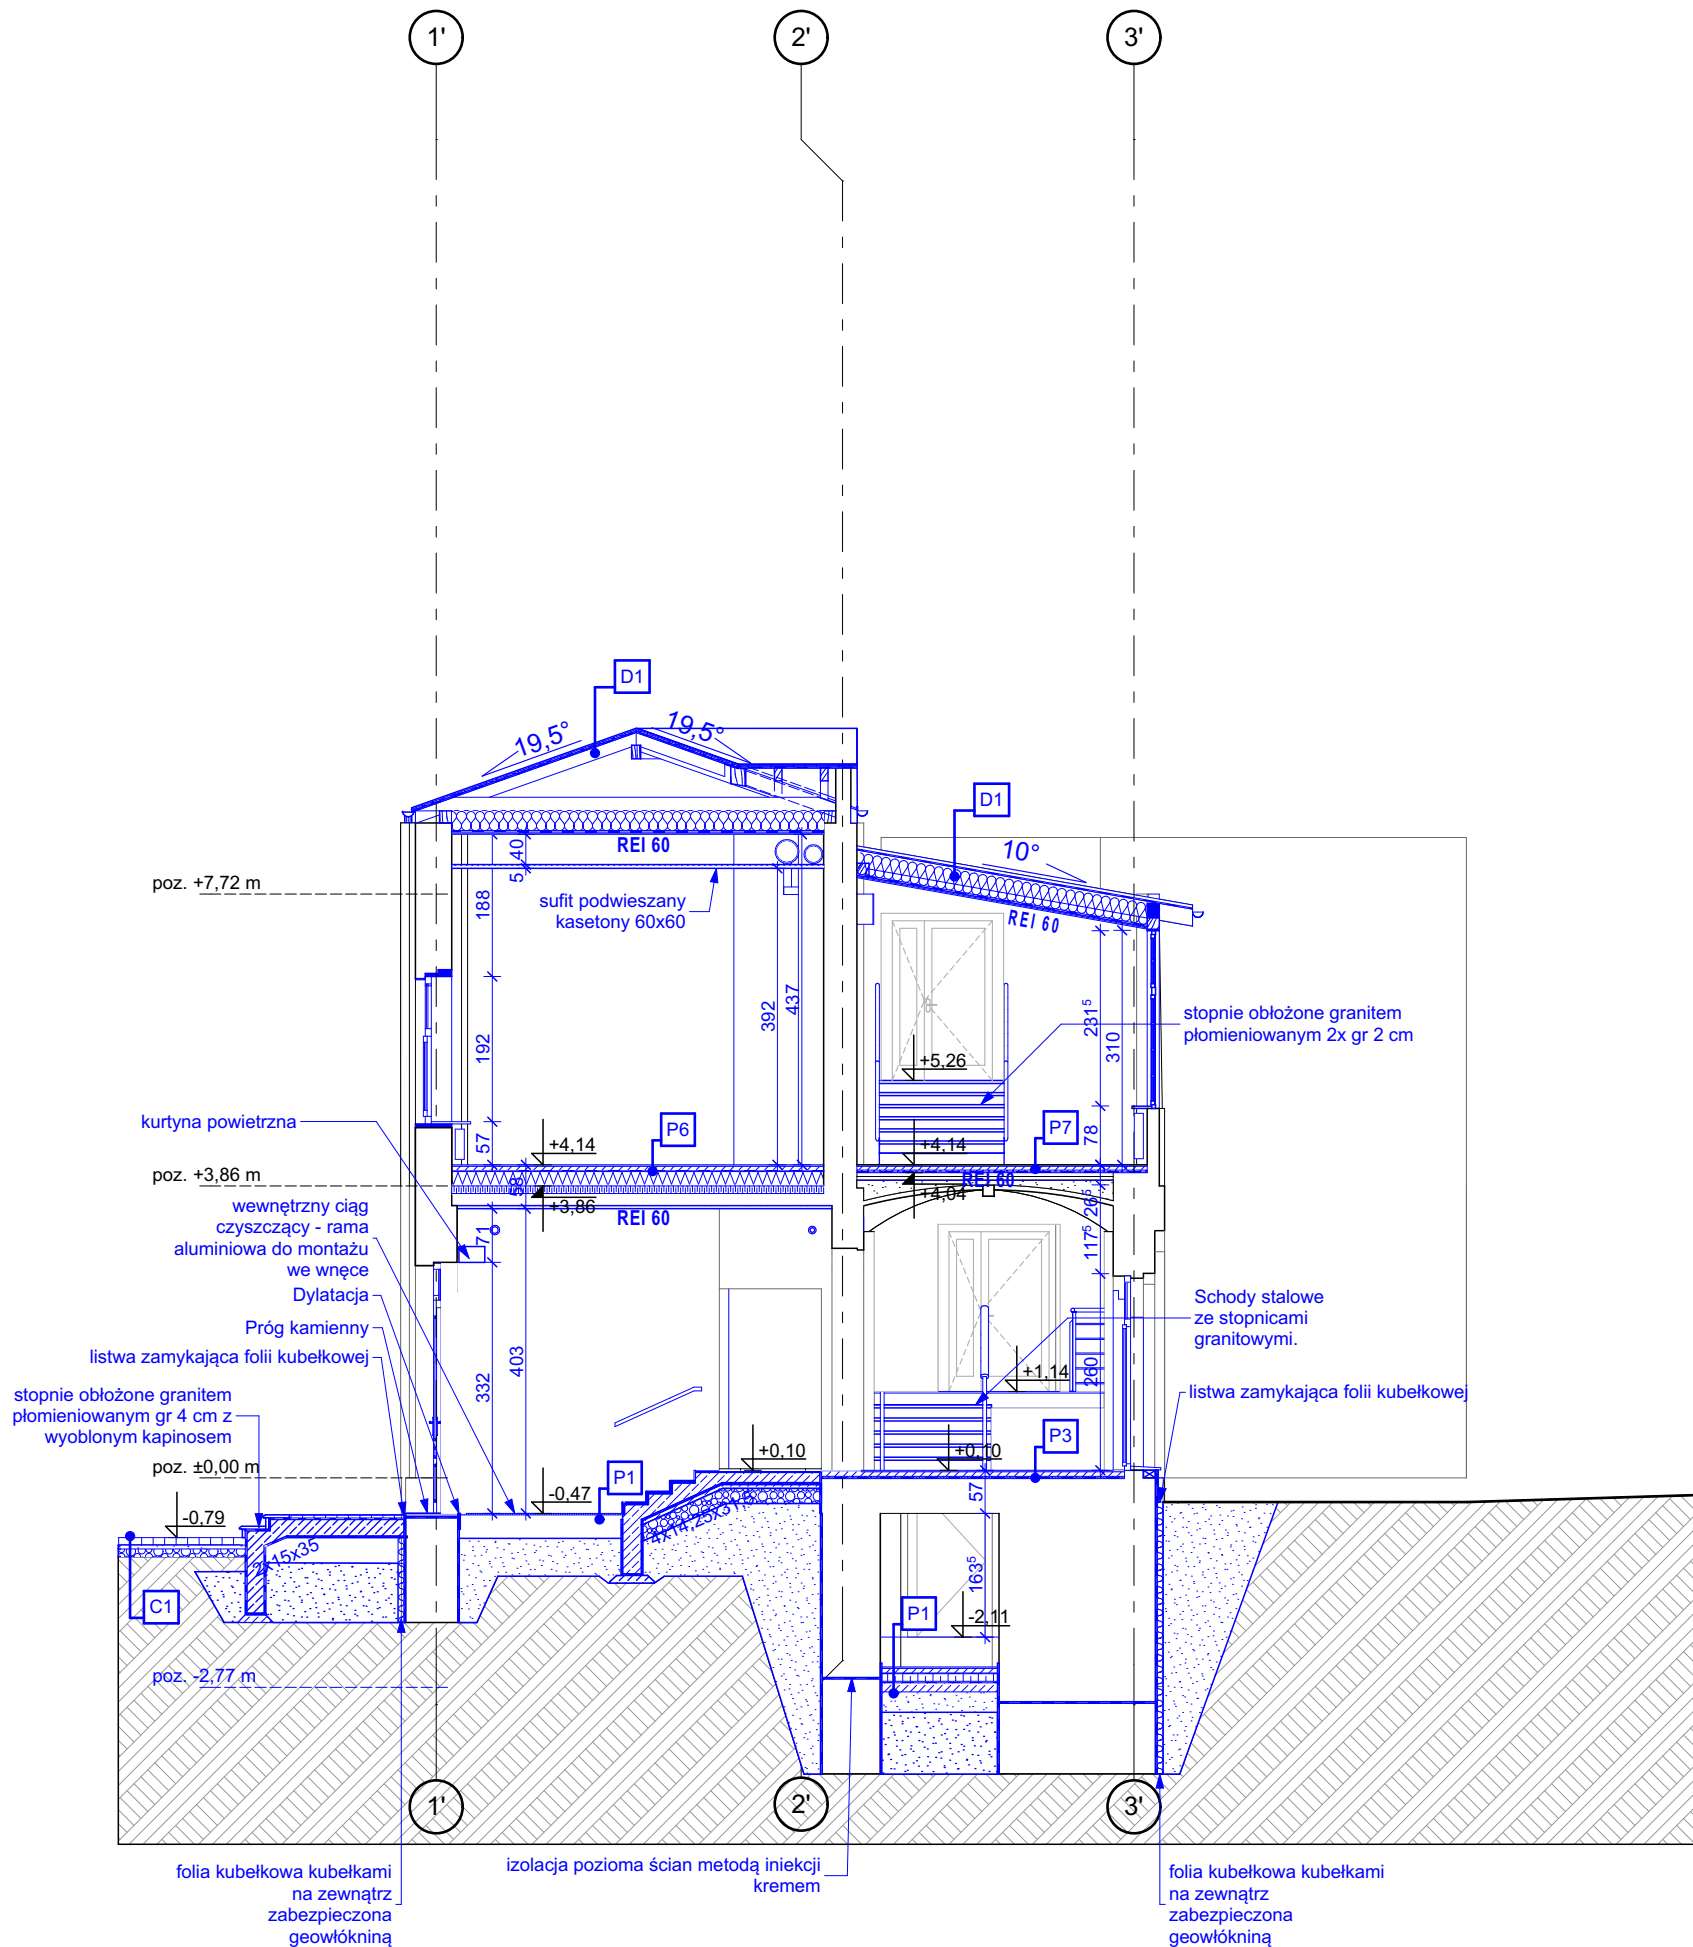 1'
2'
3'
D1
19,5°
19,5°
D1
10°
REI 60
40
5
poz. +7,72 m
188
sufit podwieszany
kasetony 60x60
REI 60
392
437
231⁵
310
stopnie obłożone granitem
płomieniowanym 2x gr 2 cm
192
+5,26
kurtyna powietrzna
P6
P7
57
+4,14
+4,14
78
poz. +3,86 m
58
+3,86
REI 60
+4,04
26⁵
wewnętrzny ciąg
czyszczący - rama
aluminiowa do montażu
we wnęce
REI 60
71
117⁵
Dylatacja
Próg kamienny
listwa zamykająca folii kubełkowej
Schody stalowe
ze stopnicami
granitowymi.
332
403
+1,14
260
stopnie obłożone granitem
płomieniowanym gr 4 cm z
wyoblonym kapinosem
listwa zamykająca folii kubełkowej
P3
poz. ±0,00 m
+0,10
+0,10
P1
-0,47
57
-0,79
4x14,25x31,5
2x15x35
163⁵
C1
P1
-2,11
poz. -2,77 m
1'
2'
3'
folia kubełkowa kubełkami
na zewnątrz
zabezpieczona
geowłókniną
izolacja pozioma ścian metodą iniekcji
kremem
folia kubełkowa kubełkami
na zewnątrz
zabezpieczona
geowłókniną